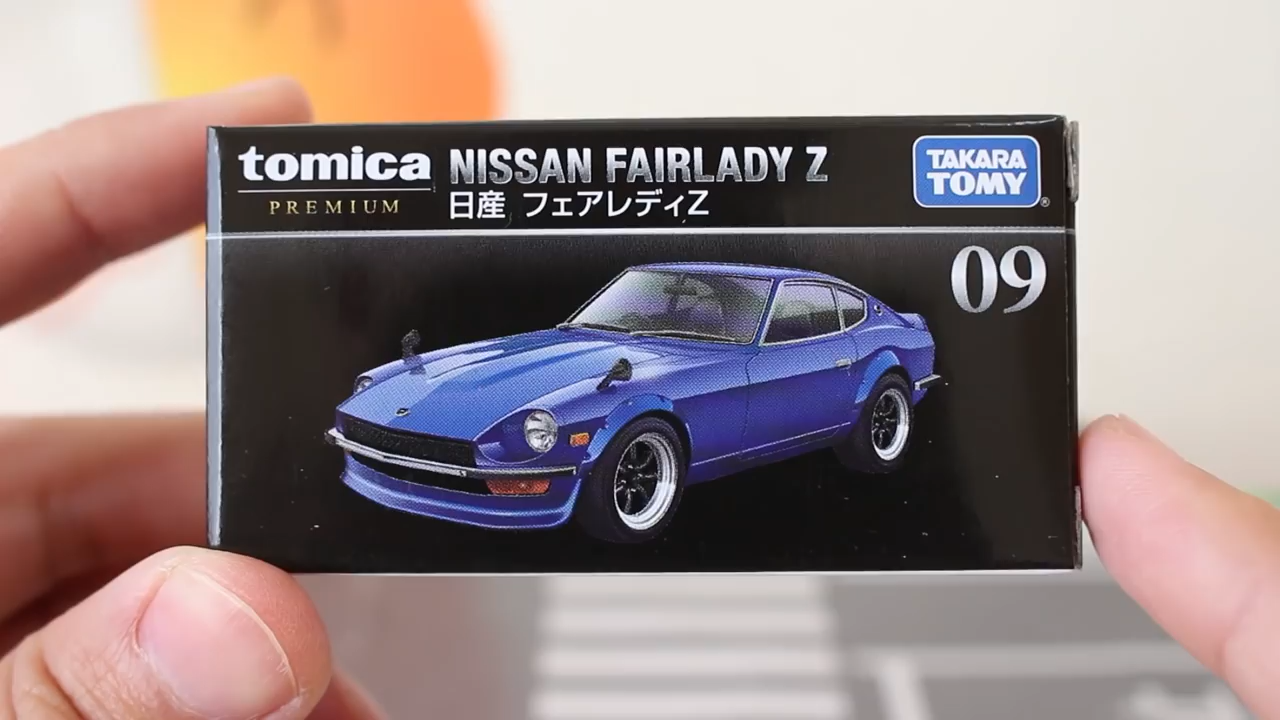 tomica
PREMIUM
NISSAN FAIRLADY Z
日産 フェアレディZ
TAKARA
TOMY
®
09